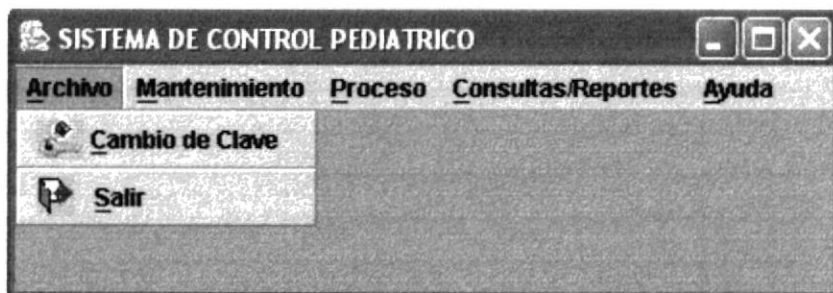 SISTEMA DE CONTROL PEDIATRICO
Archivo Mantenimiento Proceso Consultas/Reportes Ayuda
Cambio de Clave
Salir